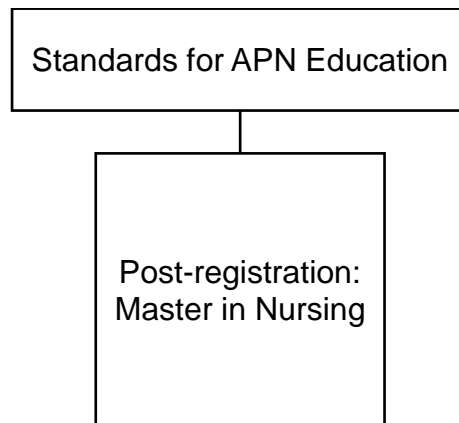 Standards for APN Education
Post-registration:
Master in Nursing